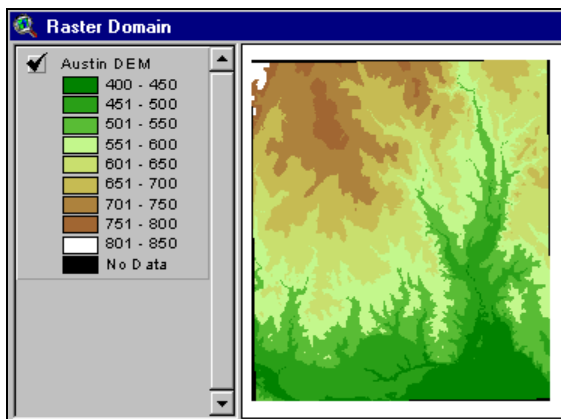 Raster Domain
Austin DEM
400 - 450
451 - 500
501 - 550
551 - 600
601 - 650
651 - 700
701 - 750
751 - 800
801 - 850
No Data